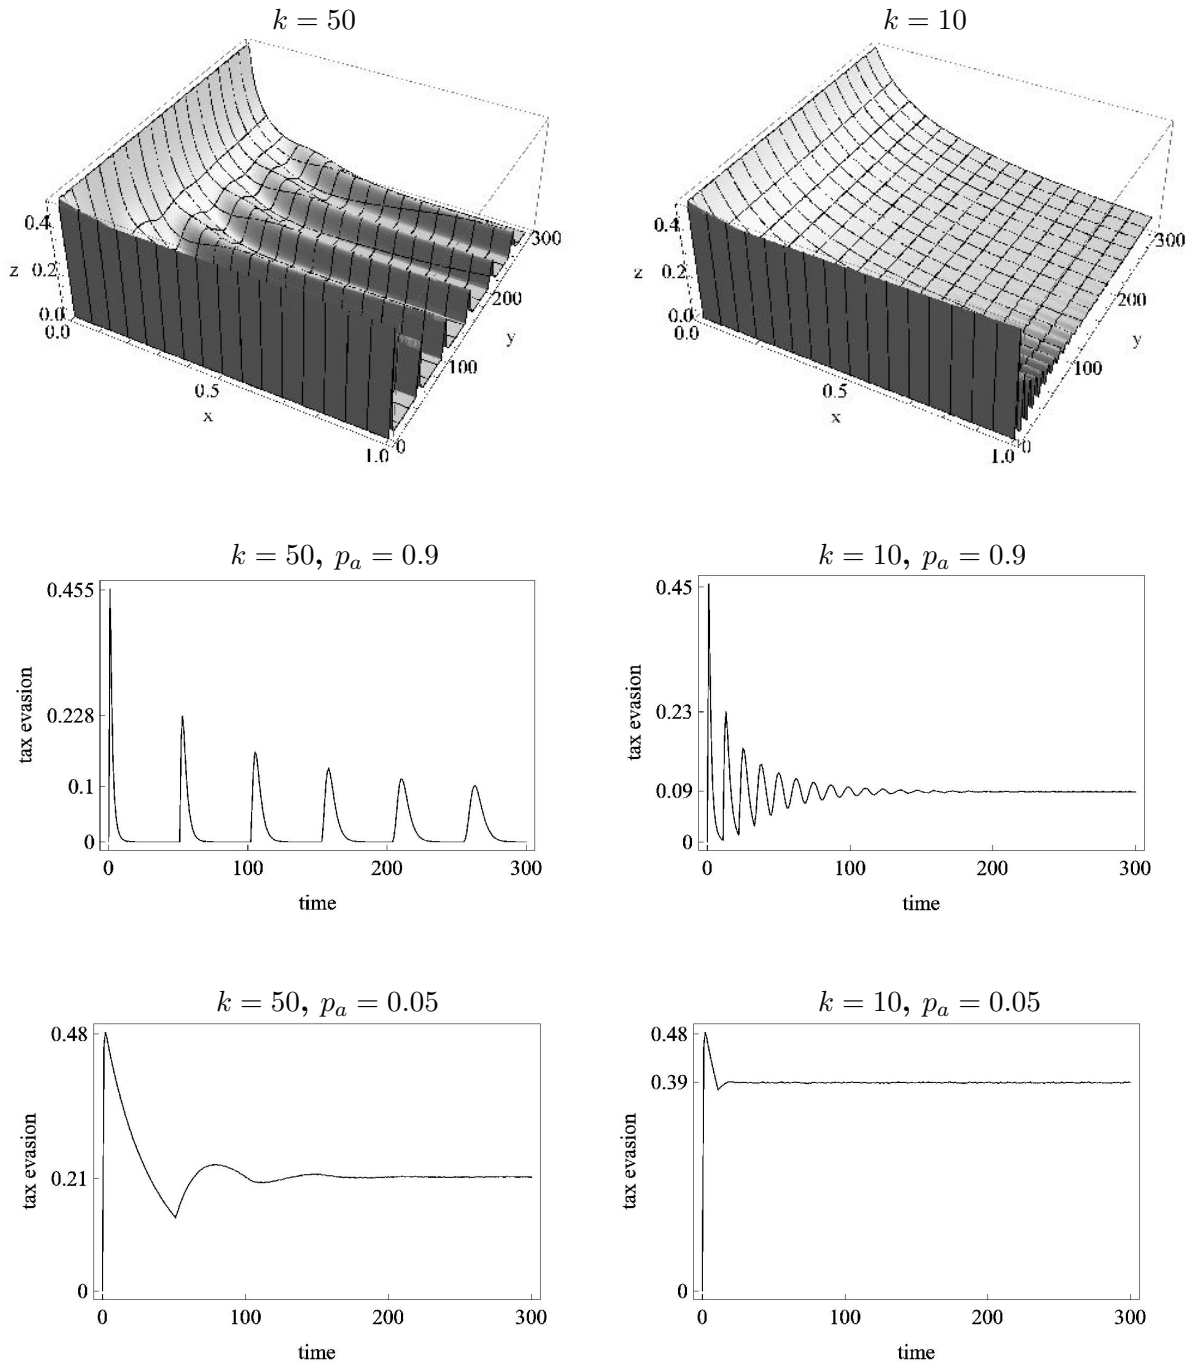 k = 50
k = 10
0.4
z 0.2
0.0
0.0
0.5
x
1.0
0
100
y
200
300
0.4
z 0.2
0.0
0.0
0.5
x
1.0
0
100
y
200
300
k = 50, pₐ = 0.9
0.455
0.228
0.1
0
tax evasion
0 100 200 300
time
k = 10, pₐ = 0.9
0.45
0.23
0.09
0
tax evasion
0 100 200 300
time
k = 50, pₐ = 0.05
0.48
0.21
0
tax evasion
0 100 200 300
time
k = 10, pₐ = 0.05
0.48
0.39
0
tax evasion
0 100 200 300
time